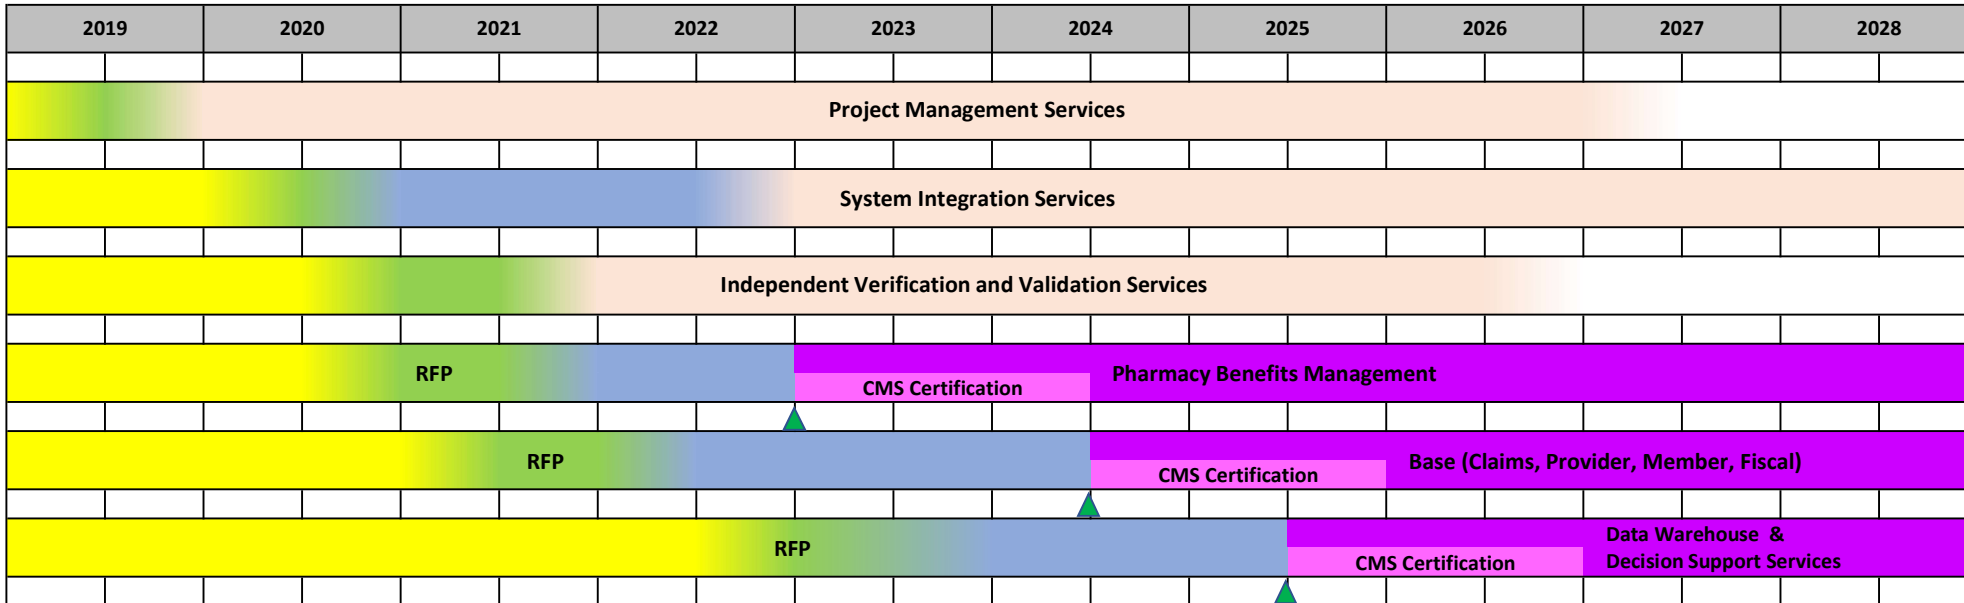 2019 2020 2021 2022 2023 2024 2025 2026 2027 2028
Project Management Services
System Integration Services
Independent Verification and Validation Services
RFP
CMS Certification
Pharmacy Benefits Management
RFP
CMS Certification
Base (Claims, Provider, Member, Fiscal)
RFP
CMS Certification
Data Warehouse &
Decision Support Services